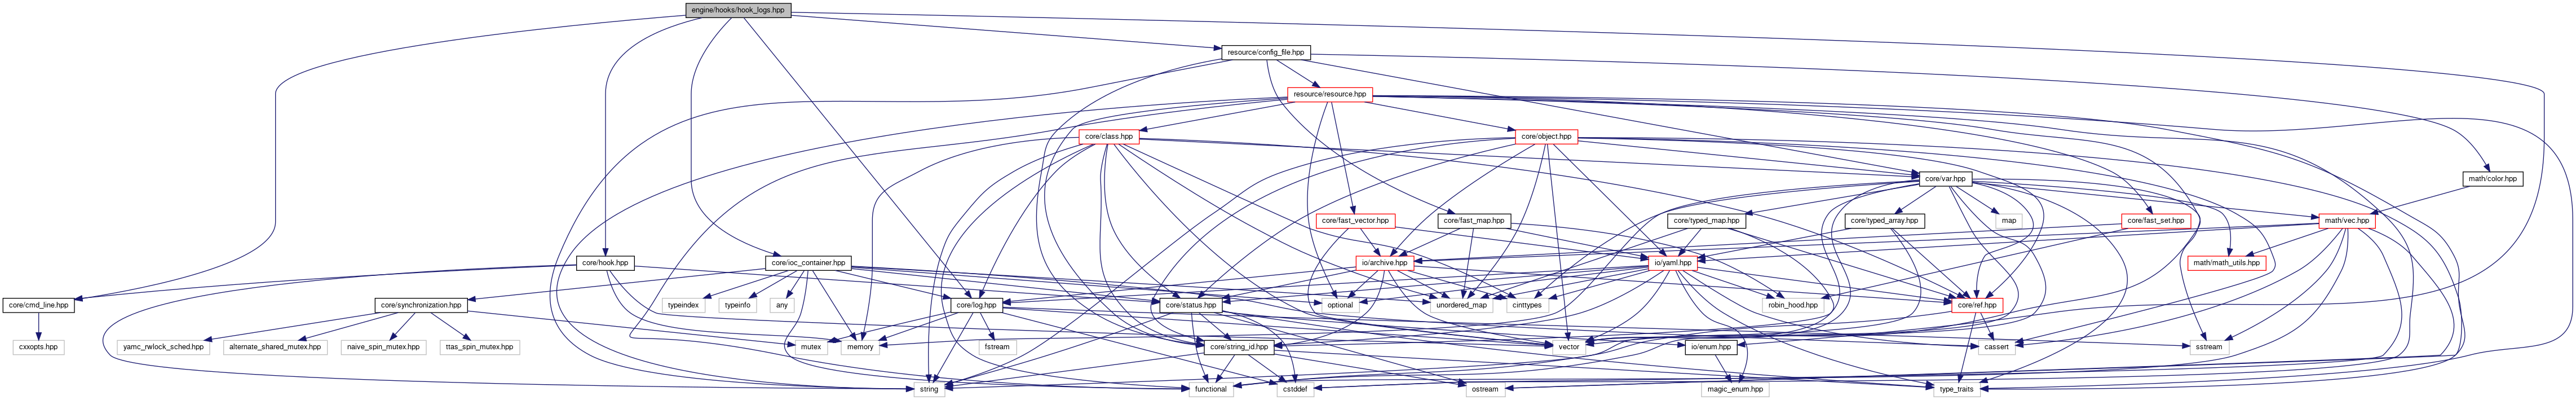 engine/hooks/hook_logs.hpp
resource/config_file.hpp
resource/resource.hpp
core/class.hpp
core/object.hpp
core/var.hpp
math/color.hpp
core/fast_vector.hpp
core/fast_map.hpp
core/typed_map.hpp
core/typed_array.hpp
map
core/fast_set.hpp
math/vec.hpp
core/hook.hpp
core/ioc_container.hpp
io/archive.hpp
io/yaml.hpp
math/math_utils.hpp
core/cmd_line.hpp
core/synchronization.hpp
typeindex
typeinfo
any
core/log.hpp
core/status.hpp
optional
unordered_map
cinttypes
robin_hood.hpp
core/ref.hpp
cxxopts.hpp
yamc_rwlock_sched.hpp
alternate_shared_mutex.hpp
naive_spin_mutex.hpp
ttas_spin_mutex.hpp
mutex
memory
fstream
core/string_id.hpp
vector
io/enum.hpp
cassert
sstream
string
functional
cstddef
ostream
magic_enum.hpp
type_traits